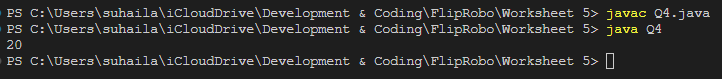 PS C:\Users\suhaila\iCloudDrive\Development & Coding\FlipRobo\Worksheet 5> javac Q4.java
PS C:\Users\suhaila\iCloudDrive\Development & Coding\FlipRobo\Worksheet 5> java Q4
20
PS C:\Users\suhaila\iCloudDrive\Development & Coding\FlipRobo\Worksheet 5>